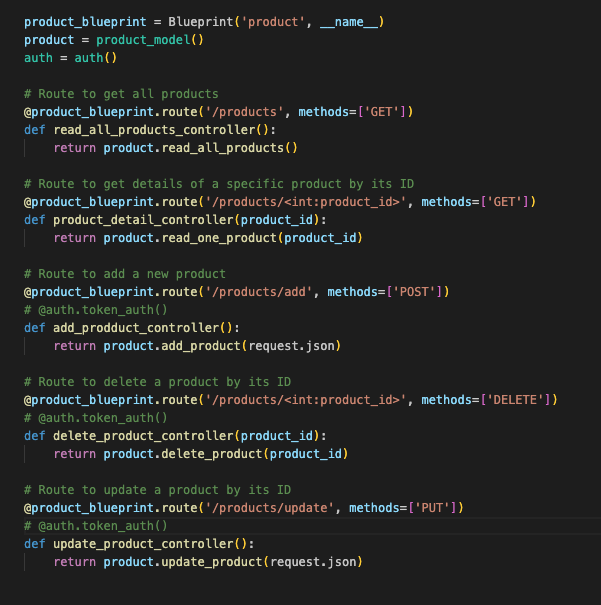 product_blueprint = Blueprint('product', __name__)
product = product_model()
auth = auth()
# Route to get all products
@product_blueprint.route('/products', methods=['GET'])
def read_all_products_controller():
    return product.read_all_products()
# Route to get details of a specific product by its ID
@product_blueprint.route('/products/<int:product_id>', methods=['GET'])
def product_detail_controller(product_id):
    return product.read_one_product(product_id)
# Route to add a new product
@product_blueprint.route('/products/add', methods=['POST'])
# @auth.token_auth()
def add_prodduct_controller():
    return product.add_product(request.json)
# Route to delete a product by its ID
@product_blueprint.route('/products/<int:product_id>', methods=['DELETE'])
# @auth.token_auth()
def delete_product_controller(product_id):
    return product.delete_product(product_id)
# Route to update a product by its ID
@product_blueprint.route('/products/update', methods=['PUT'])
# @auth.token_auth()
def update_product_controller():
    return product.update_product(request.json)